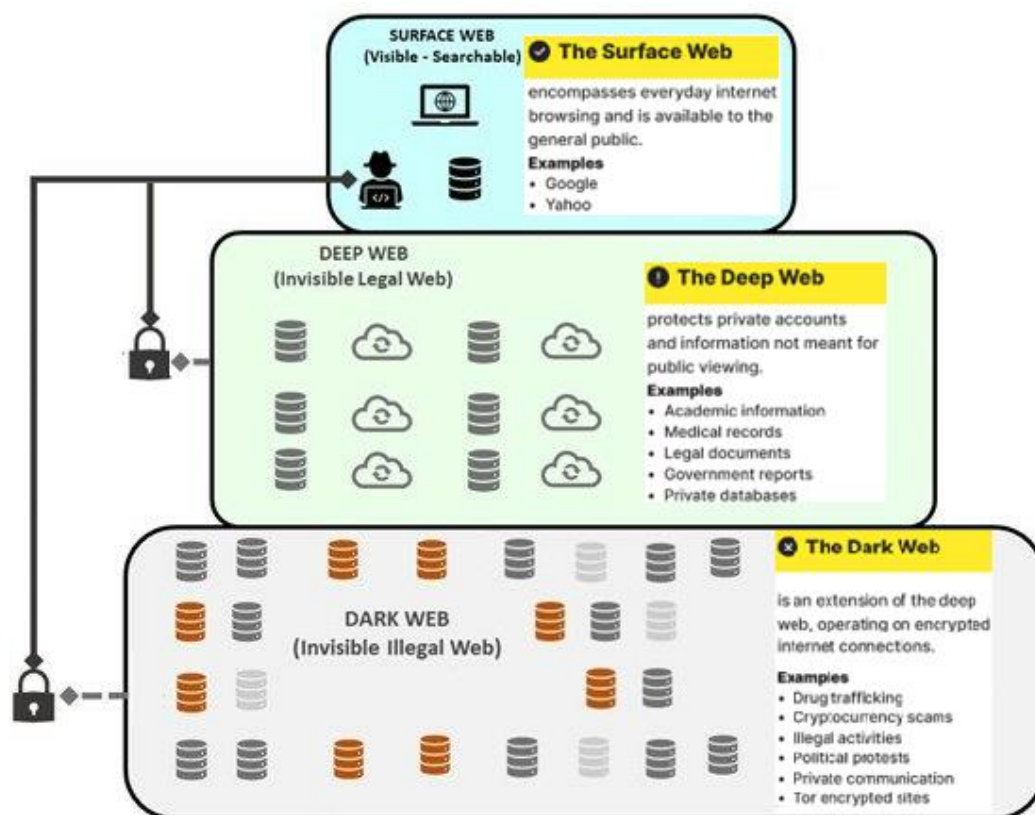 SURFACE WEB
(Visible - Searchable)
The Surface Web
encompasses everyday internet
browsing and is available to the
general public.
Examples
• Google
• Yahoo
</>
DEEP WEB
(Invisible Legal Web)
The Deep Web
protects private accounts
and information not meant for
public viewing.
Examples
• Academic information
• Medical records
• Legal documents
• Government reports
• Private databases
DARK WEB
(Invisible Illegal Web)
The Dark Web
is an extension of the deep
web, operating on encrypted
internet connections.
Examples
• Drug trafficking
• Cryptocurrency scams
• Illegal activities
• Political protests
• Private communication
• Tor encrypted sites